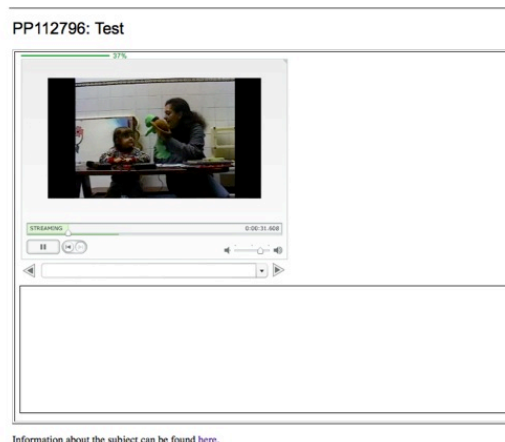 PP112796: Test
37%
STREAMING 0:00:31.600
Information about the subject can be found here.